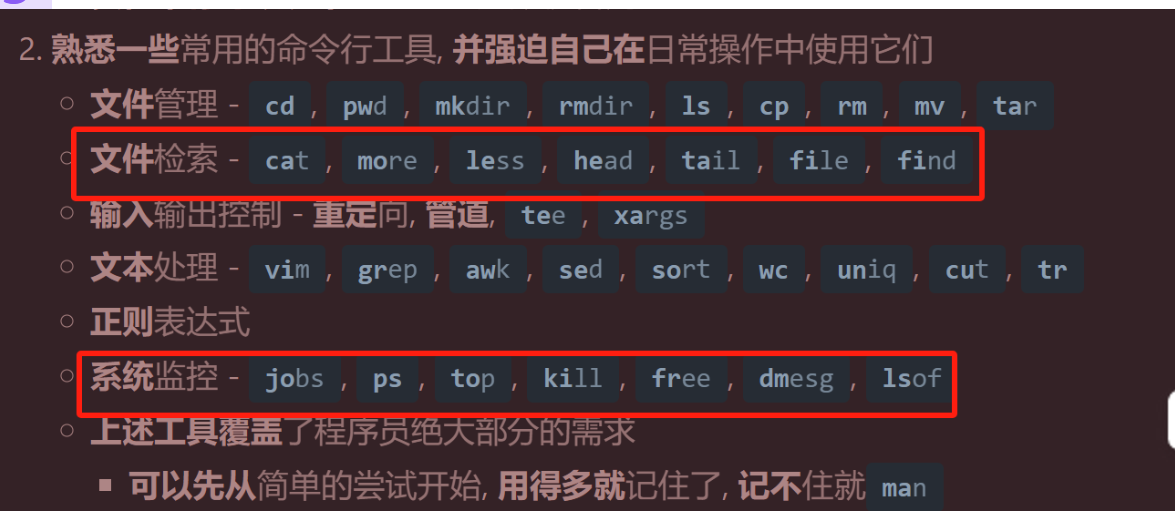 2. 熟悉一些常用的命令行工具, 并强迫自己在日常操作中使用它们
文件管理 - cd , pwd , mkdir , rmdir , ls , cp , rm , mv , tar
文件检索 - cat , more , less , head , tail , file , find
输入输出控制 - 重定向, 管道, tee , xargs
文本处理 - vim , grep , awk , sed , sort , wc , uniq , cut , tr
正则表达式
系统监控 - jobs , ps , top , kill , free , dmesg , lsof
上述工具覆盖了程序员绝大部分的需求
可以先从简单的尝试开始, 用得多就记住了, 记不住就 man